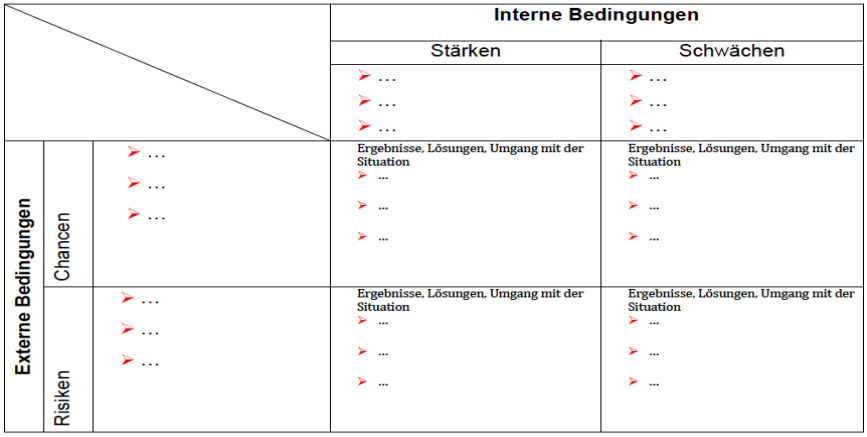 Interne Bedingungen
Stärken
Schwächen
...
...
...
...
...
...
Externe Bedingungen
Chancen
...
...
...
Ergebnisse, Lösungen, Umgang mit der
Situation
...
...
...
Ergebnisse, Lösungen, Umgang mit der
Situation
...
...
...
Risiken
...
...
...
Ergebnisse, Lösungen, Umgang mit der
Situation
...
...
...
Ergebnisse, Lösungen, Umgang mit der
Situation
...
...
...